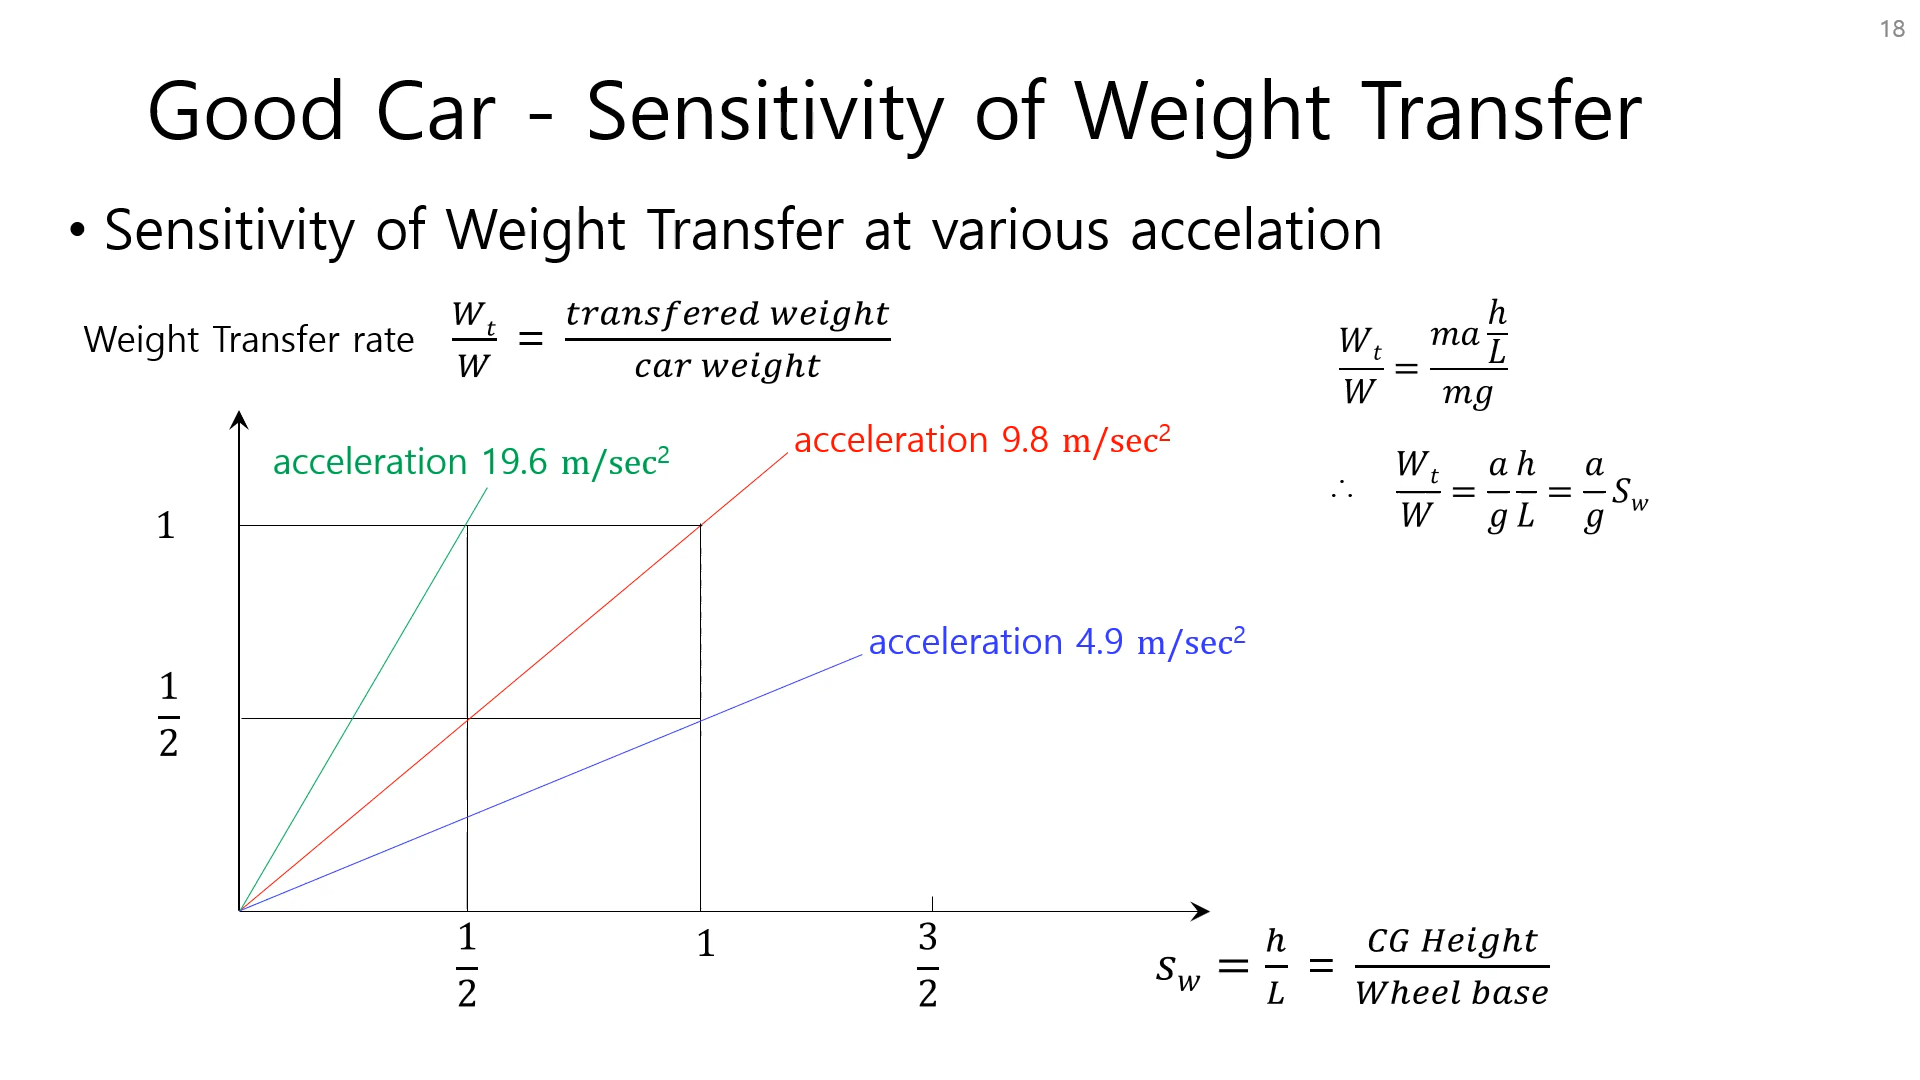 18
Good Car - Sensitivity of Weight Transfer
• Sensitivity of Weight Transfer at various accelation
Weight Transfer rate W_t/W = transfered weight/car weight
W_t/W = ma h/L / mg
∴ W_t/W = a/g h/L = a/g S_w
acceleration 19.6 m/sec²
acceleration 9.8 m/sec²
acceleration 4.9 m/sec²
1
1/2
1/2
1
3/2
s_w = h/L = CG Height/Wheel base